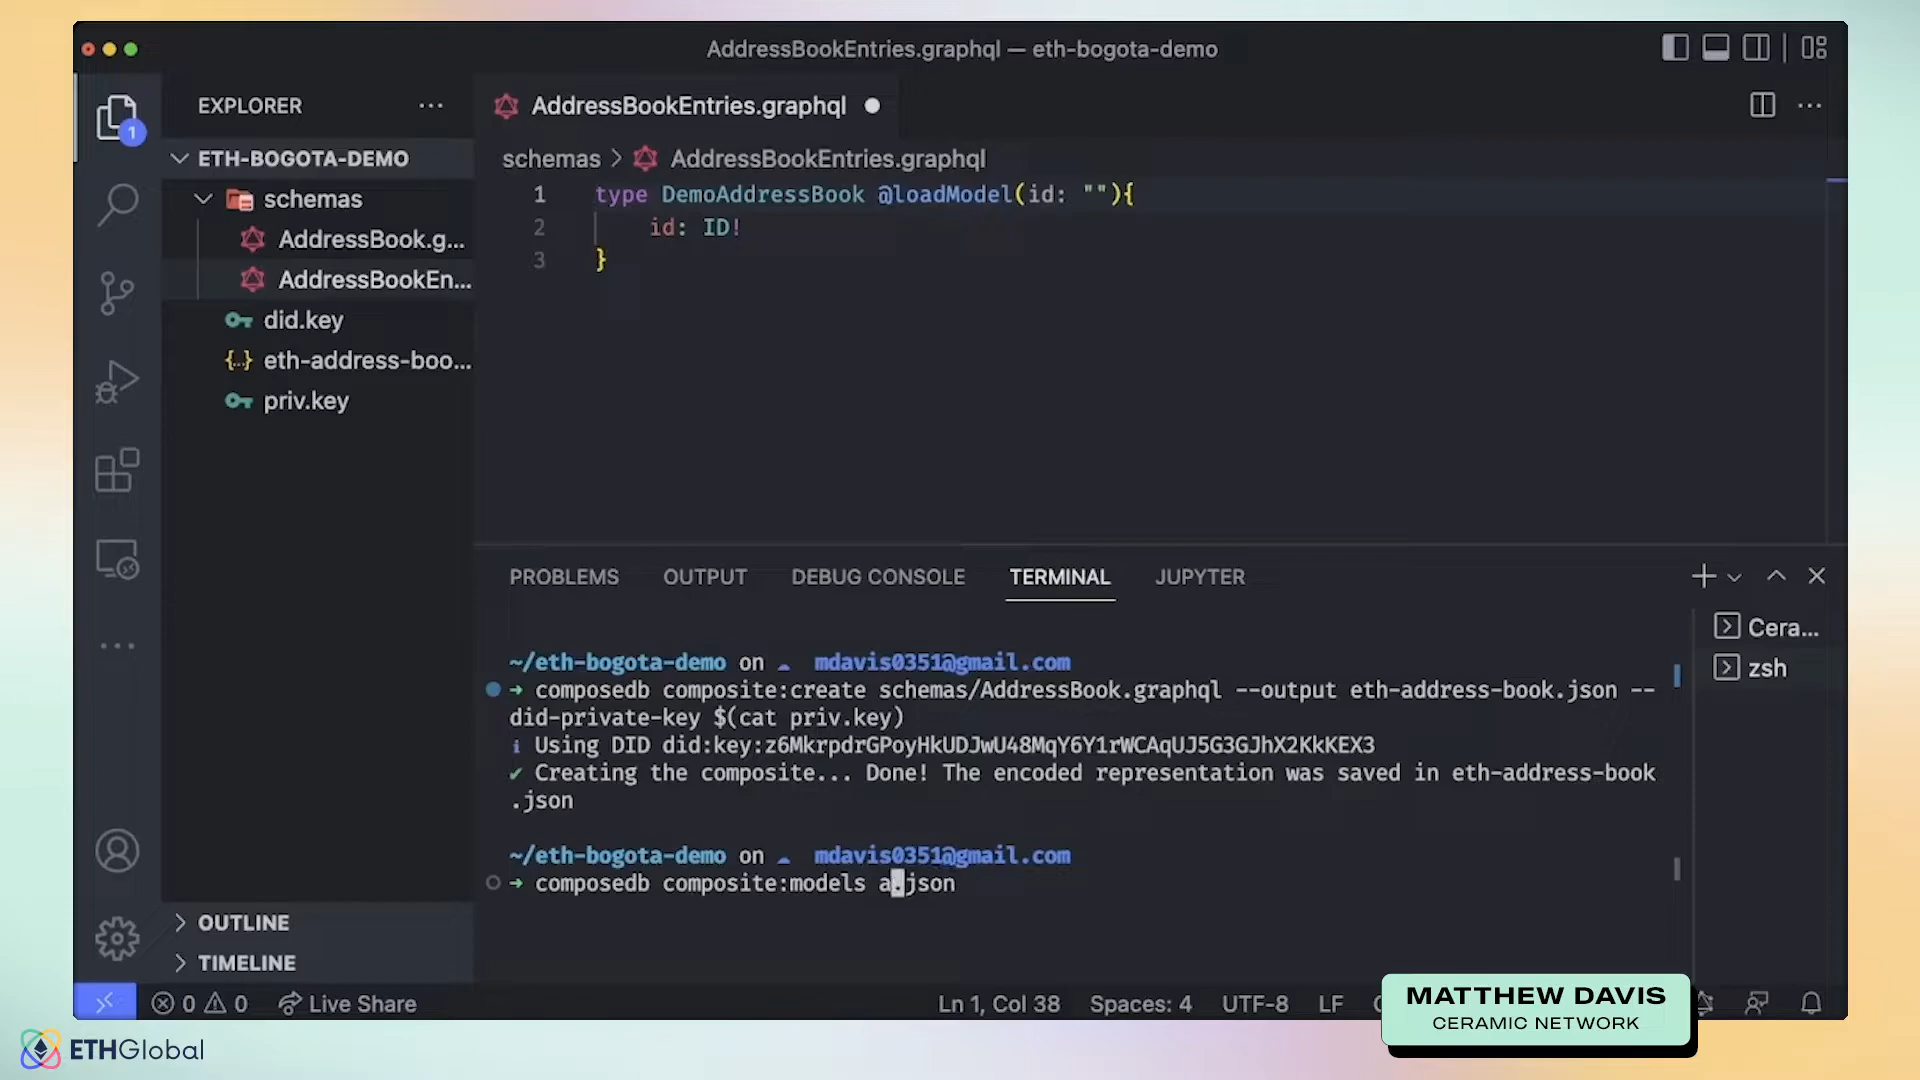 AddressBookEntries.graphql — eth-bogota-demo
EXPLORER
AddressBookEntries.graphql
1
ETH-BOGOTA-DEMO
schemas
AddressBook.g...
AddressBookEn...
did.key
eth-address-boo...
priv.key
OUTLINE
TIMELINE
schemas > AddressBookEntries.graphql
1 type DemoAddressBook @loadModel(id: ""){
2 id: ID!
3 }
PROBLEMS OUTPUT DEBUG CONSOLE TERMINAL JUPYTER
Cera...
zsh
~/eth-bogota-demo on mdavis0351@gmail.com
➜ composedb composite:create schemas/AddressBook.graphql --output eth-address-book.json --
did-private-key $(cat priv.key)
ℹ Using DID did:key:z6MkrpdrGPoyHkUDJwU48MqY6Y1rWCAqUJ5G3GJhX2KkKEX3
✔ Creating the composite... Done! The encoded representation was saved in eth-address-book
.json
~/eth-bogota-demo on mdavis0351@gmail.com
➜ composedb composite:models a.json
0 0 Live Share
Ln 1, Col 38 Spaces: 4 UTF-8 LF
MATTHEW DAVIS
CERAMIC NETWORK
ETHGlobal